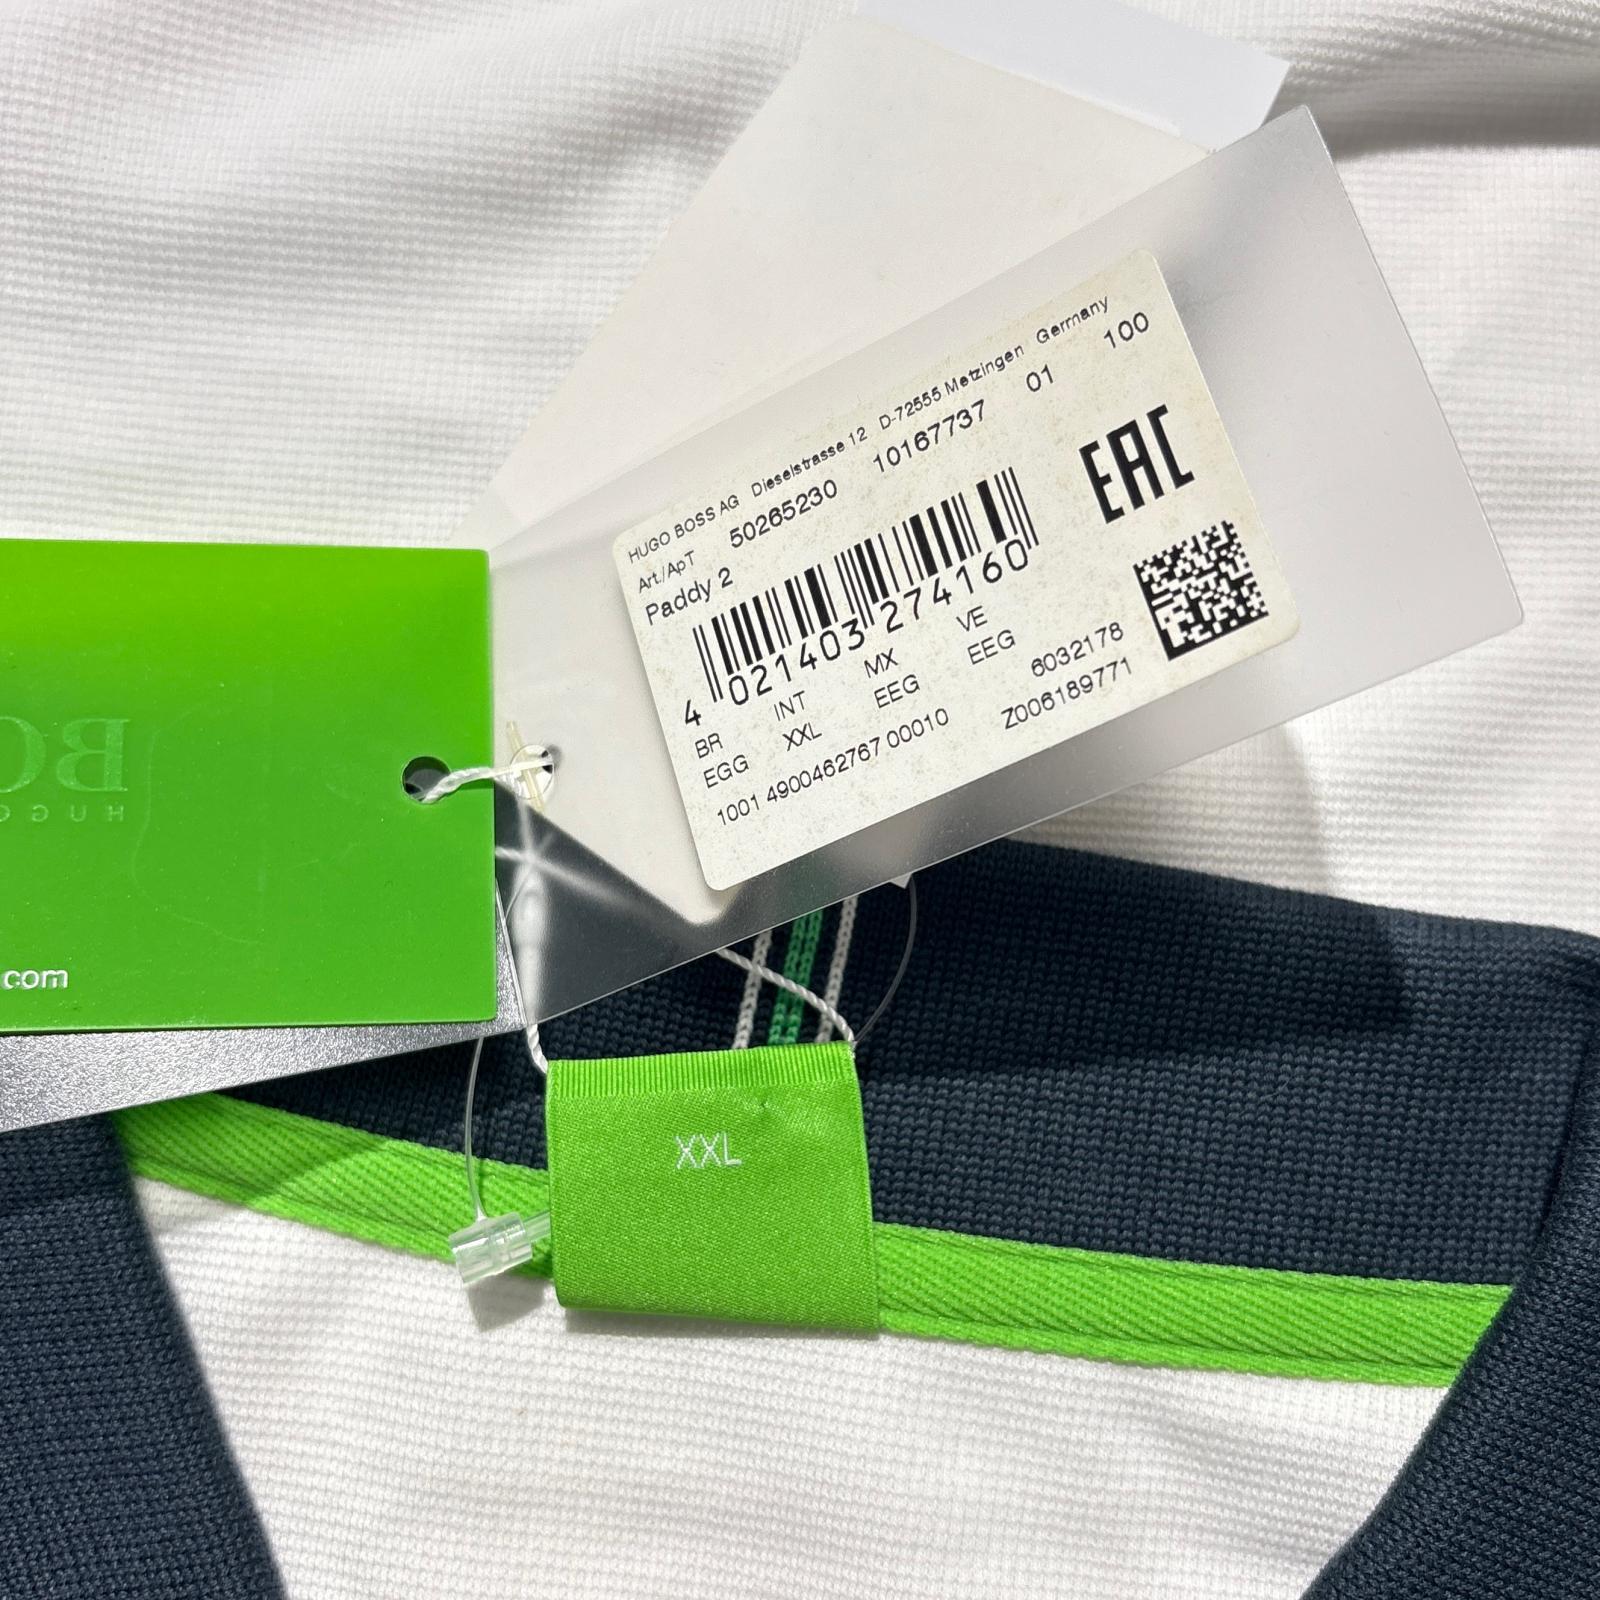 HUGO BOSS AG Dieselstrasse 12 D-72555 Metzingen Germany
Art./ApT 50265230 10167737 01 100
Paddy 2
EAC
4 021403 274160
BR INT MX VE
EGG XXL EEG EEG
6032178
1001 4900462767 00010 Z006189771
.com
XXL